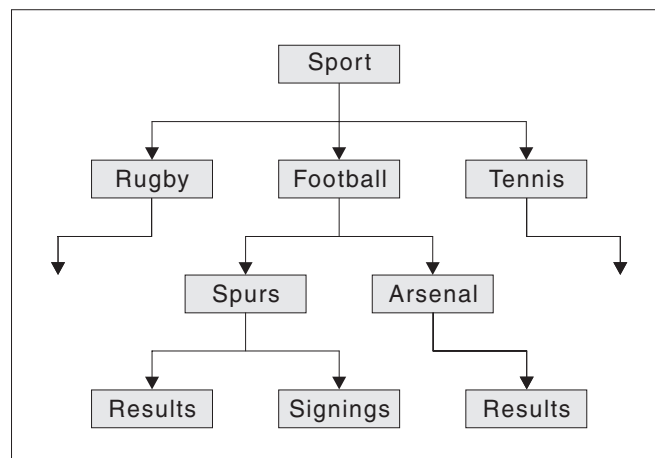 Sport
Rugby
Football
Tennis
Spurs
Arsenal
Results
Signings
Results